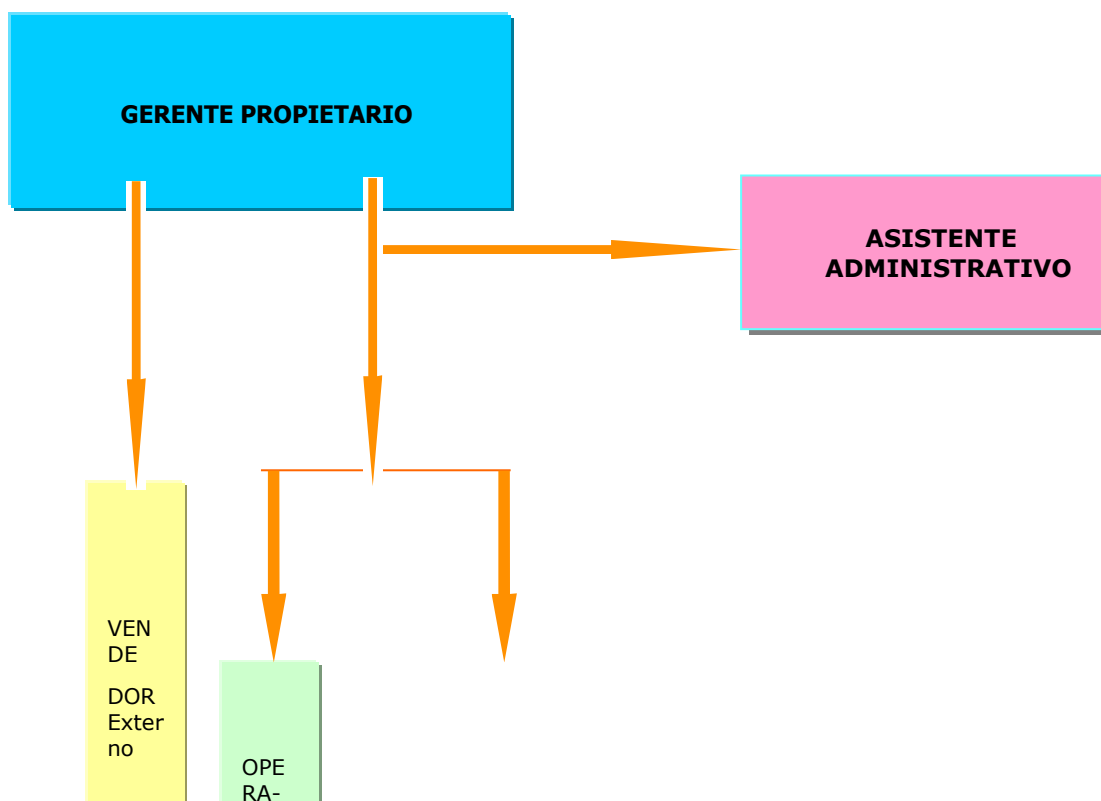 GERENTE PROPIETARIO
ASISTENTE
ADMINISTRATIVO
VEN
DE
DOR
Exter
no
OPE
RA-